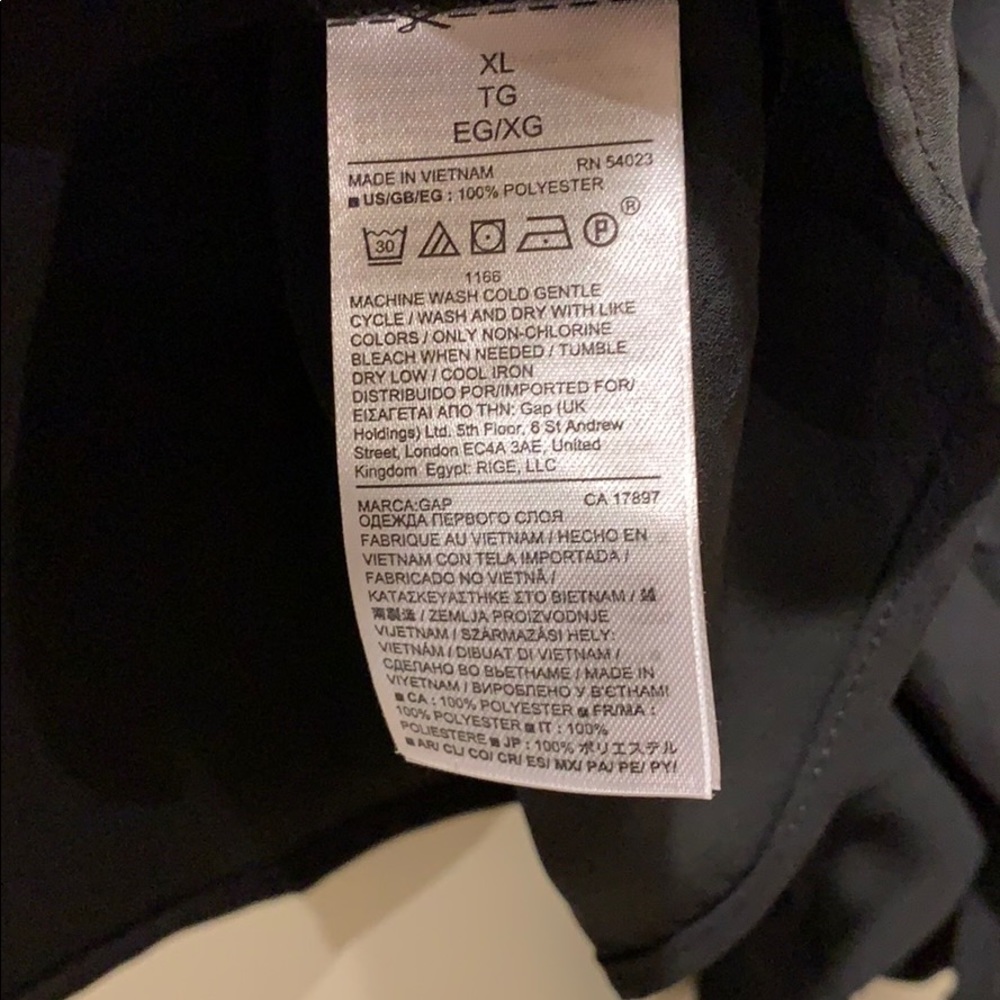 XL
TG
EG/XG
RN 54023
MADE IN VIETNAM
US/GB/EG : 100% POLYESTER
30 P ®
1166
MACHINE WASH COLD GENTLE
CYCLE / WASH AND DRY WITH LIKE
COLORS / ONLY NON-CHLORINE
BLEACH WHEN NEEDED / TUMBLE
DRY LOW / COOL IRON
DISTRIBUIDO POR/IMPORTED FOR/
ΕΙΣΑΓΕΤΑΙ ΑΠΟ ΤΗΝ: Gap (UK
Holdings) Ltd. 5th Floor, 6 St Andrew
Street, London EC4A 3AE, United
Kingdom Egypt: RIGE, LLC
MARCA:GAP CA 17897
ОДЕЖДА ПЕРВОГО СЛОЯ
FABRIQUE AU VIETNAM / HECHO EN
VIETNAM CON TELA IMPORTADA /
FABRICADO NO VIETNÃ /
ΚΑΤΑΣΚΕΥΑΣΤΗΚΕ ΣΤΟ ΒΙΕΤΝΑΜ / 越
南製造 / ZEMLJA PROIZVODNJE
VIJETNAM / SZÁRMAZÁSI HELY:
VIETNÁM / DIBUAT DI VIETNAM /
СДЕЛАНО ВО ВЬЕТНАМЕ / MADE IN
VIYETNAM / ВИРОБЛЕНО У В'ЄТНАМІ
CA : 100% POLYESTER FR/MA :
100% POLYESTER IT : 100%
POLIESTERE JP : 100% ポリエステル
AR/ CL/ CO/ CR/ ES/ MX/ PA/ PE/ PY/